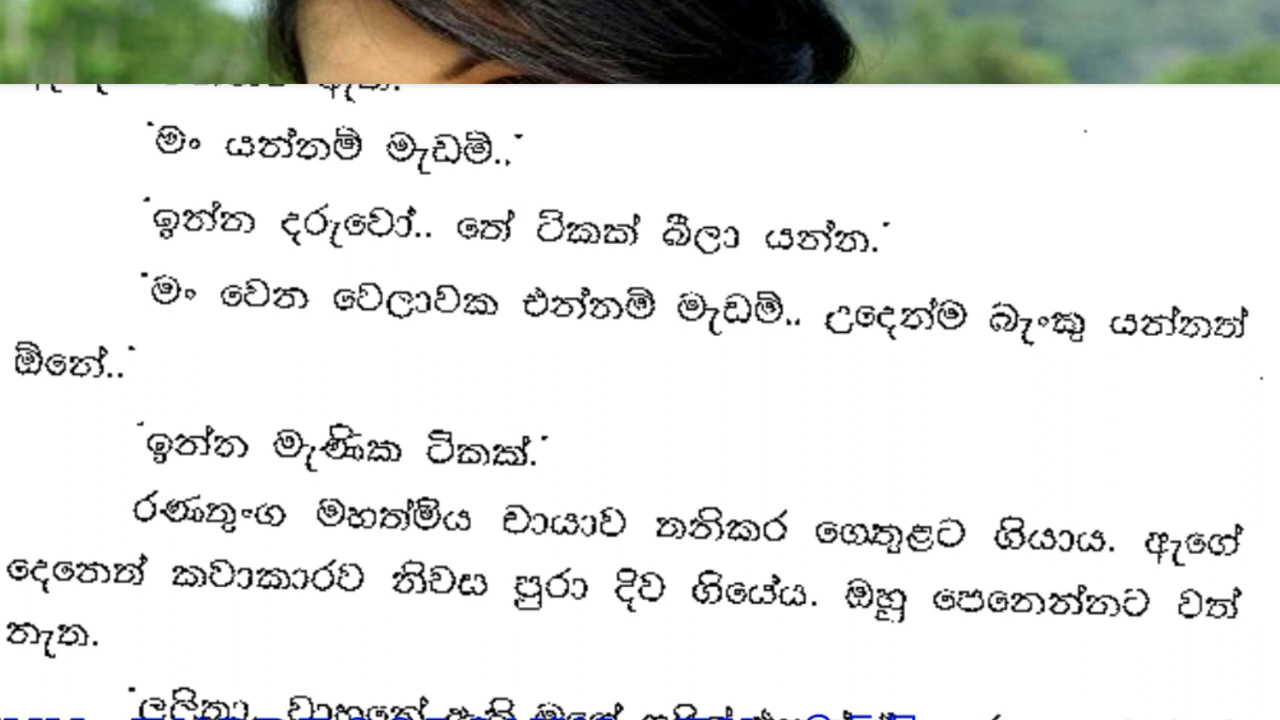 'මං යන්නම් මැඩම්..'
'ඉන්න දරුවෝ.. තේ ටිකක් බීලා යන්න.'
'මං වෙන වෙලාවක එන්නම් මැඩම්.. උදෙන්ම බැංකු යන්නත්
ඕනේ..'
'ඉන්න මැණික ටිකක්.'
රණතුංග මහත්මිය චායාව තනිකර ගෙතුළට ගියාය. ඇගේ
දෙනෙත් කවාකාරව නිවස පුරා දිව ගියේය. ඔහු පෙනෙන්නට වත්
නැත.